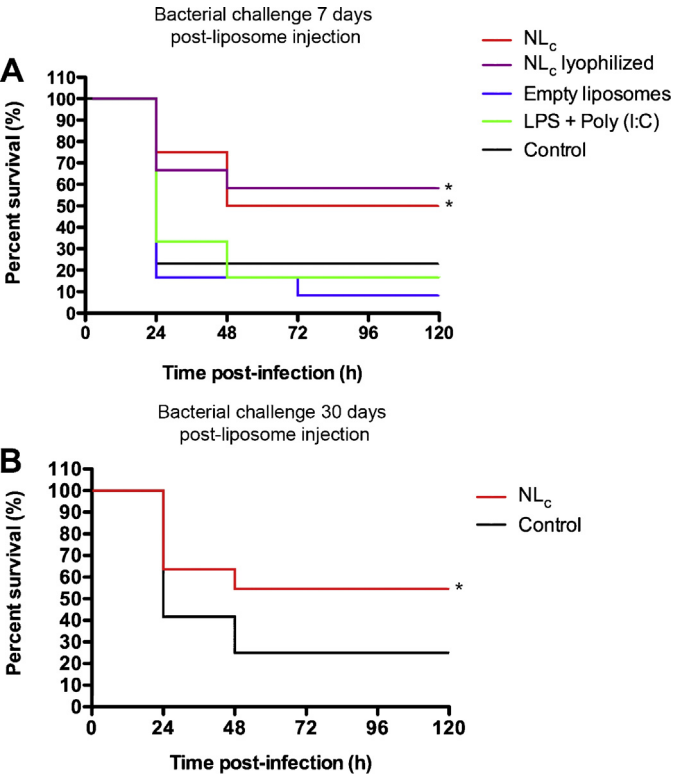 Bacterial challenge 7 days
post-liposome injection
A
NLc
NLc lyophilized
Empty liposomes
LPS + Poly (I:C)
Control
Percent survival (%)
110
100
90
80
70
60
50
40
30
20
10
0
*
*
0 24 48 72 96 120
Time post-infection (h)
Bacterial challenge 30 days
post-liposome injection
B
NLc
Control
Percent survival (%)
110
100
90
80
70
60
50
40
30
20
10
0
*
0 24 48 72 96 120
Time post-infection (h)